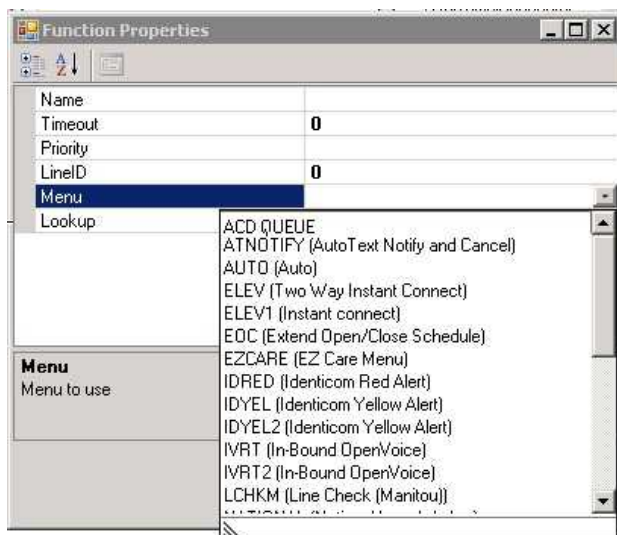 Function Properties
Name
Timeout 0
Priority
LineID 0
Menu
Lookup
ACD QUEUE
ATNOTIFY (AutoText Notify and Cancel)
AUTO (Auto)
ELEV (Two Way Instant Connect)
ELEV1 (Instant connect)
EOC (Extend Open/Close Schedule)
EZCARE (EZ Care Menu)
IDRED (Identicom Red Alert)
IDYEL (Identicom Yellow Alert)
IDYEL2 (Identicom Yellow Alert)
IVRT (In-Bound OpenVoice)
IVRT2 (In-Bound OpenVoice)
LCHKM (Line Check (Manitou))
Menu
Menu to use